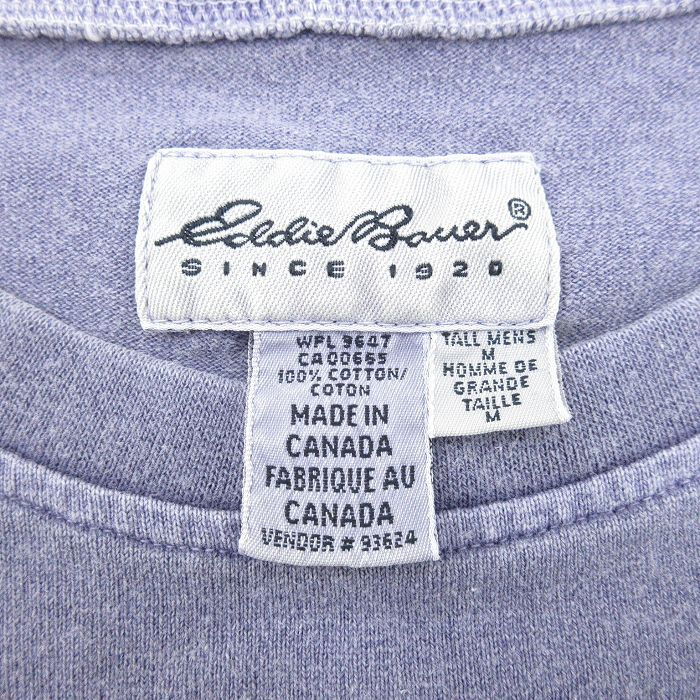 Eddie Bauer®
SINCE 1920
WPL 9647
CA00665
100% COTTON/
COTON
MADE IN
CANADA
FABRIQUE AU
CANADA
VENDOR # 93624
TALL MENS
M
HOMME DE
GRANDE
TAILLE
M